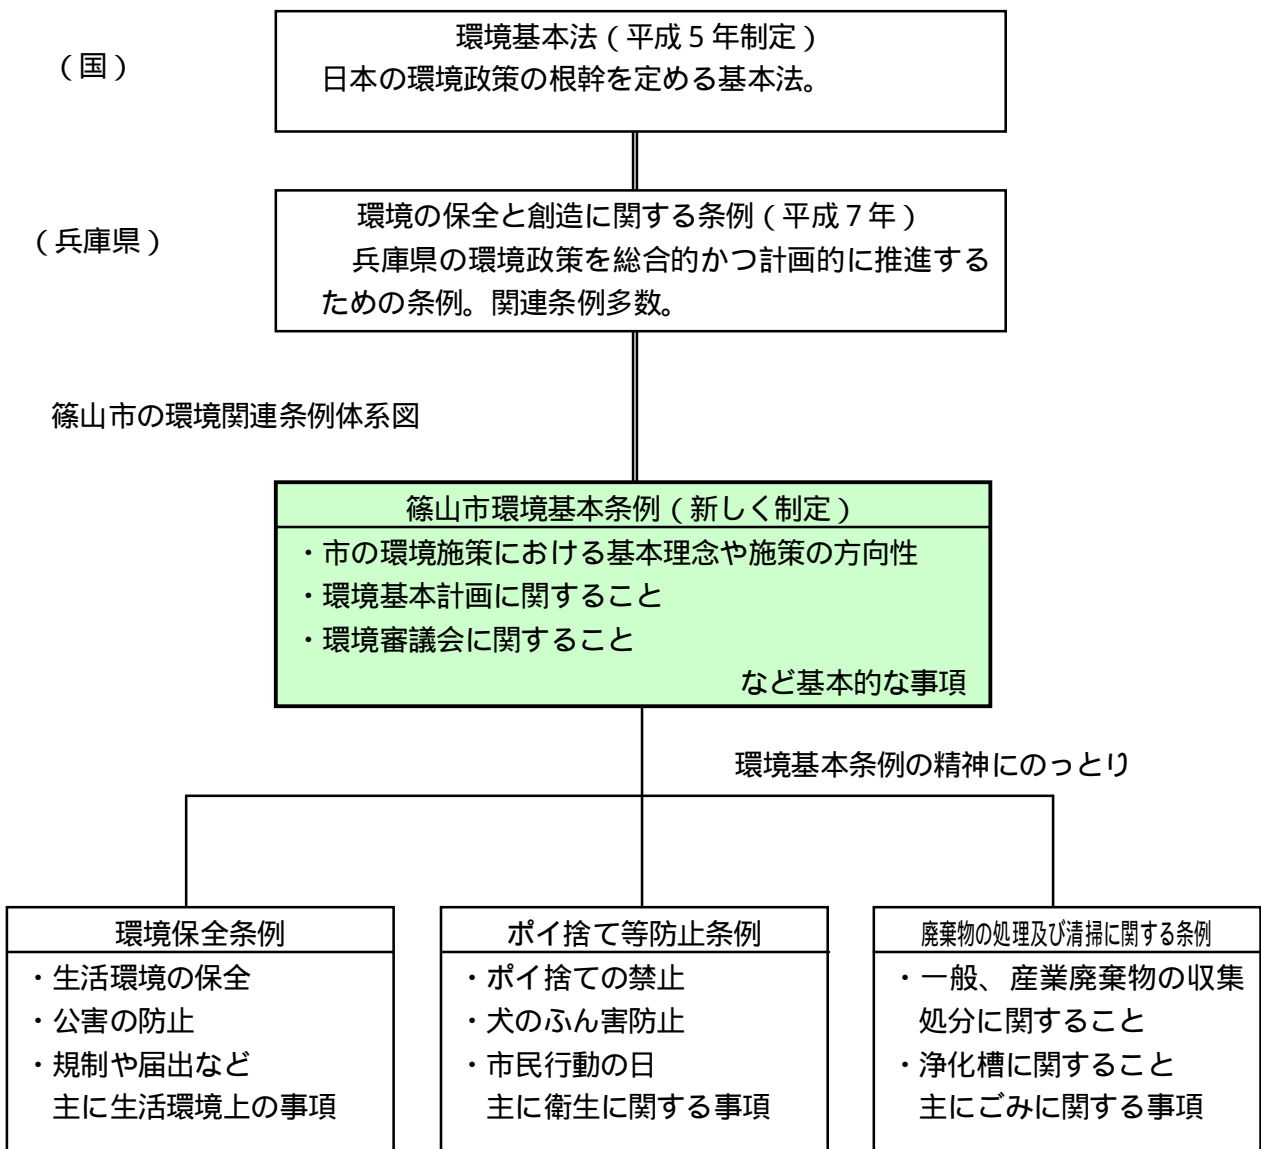 環境基本法(平成5年制定)
(国)
日本の環境政策の根幹を定める基本法。
環境の保全と創造に関する条例(平成7年)
(兵庫県)
兵庫県の環境政策を総合的かつ計画的に推進する
ための条例。関連条例多数。
篠山市の環境関連条例体系図
篠山市環境基本条例(新しく制定)
・市の環境施策における基本理念や施策の方向性
・環境基本計画に関すること
・環境審議会に関すること
など基本的な事項
環境基本条例の精神にのっとり
環境保全条例
・生活環境の保全
・公害の防止
・規制や届出など
主に生活環境上の事項
ポイ捨て等防止条例
・ポイ捨ての禁止
・犬のふん害防止
・市民行動の日
主に衛生に関する事項
廃棄物の処理及び清掃に関する条例
・一般、産業廃棄物の収集
処分に関すること
・浄化槽に関すること
主にごみに関する事項